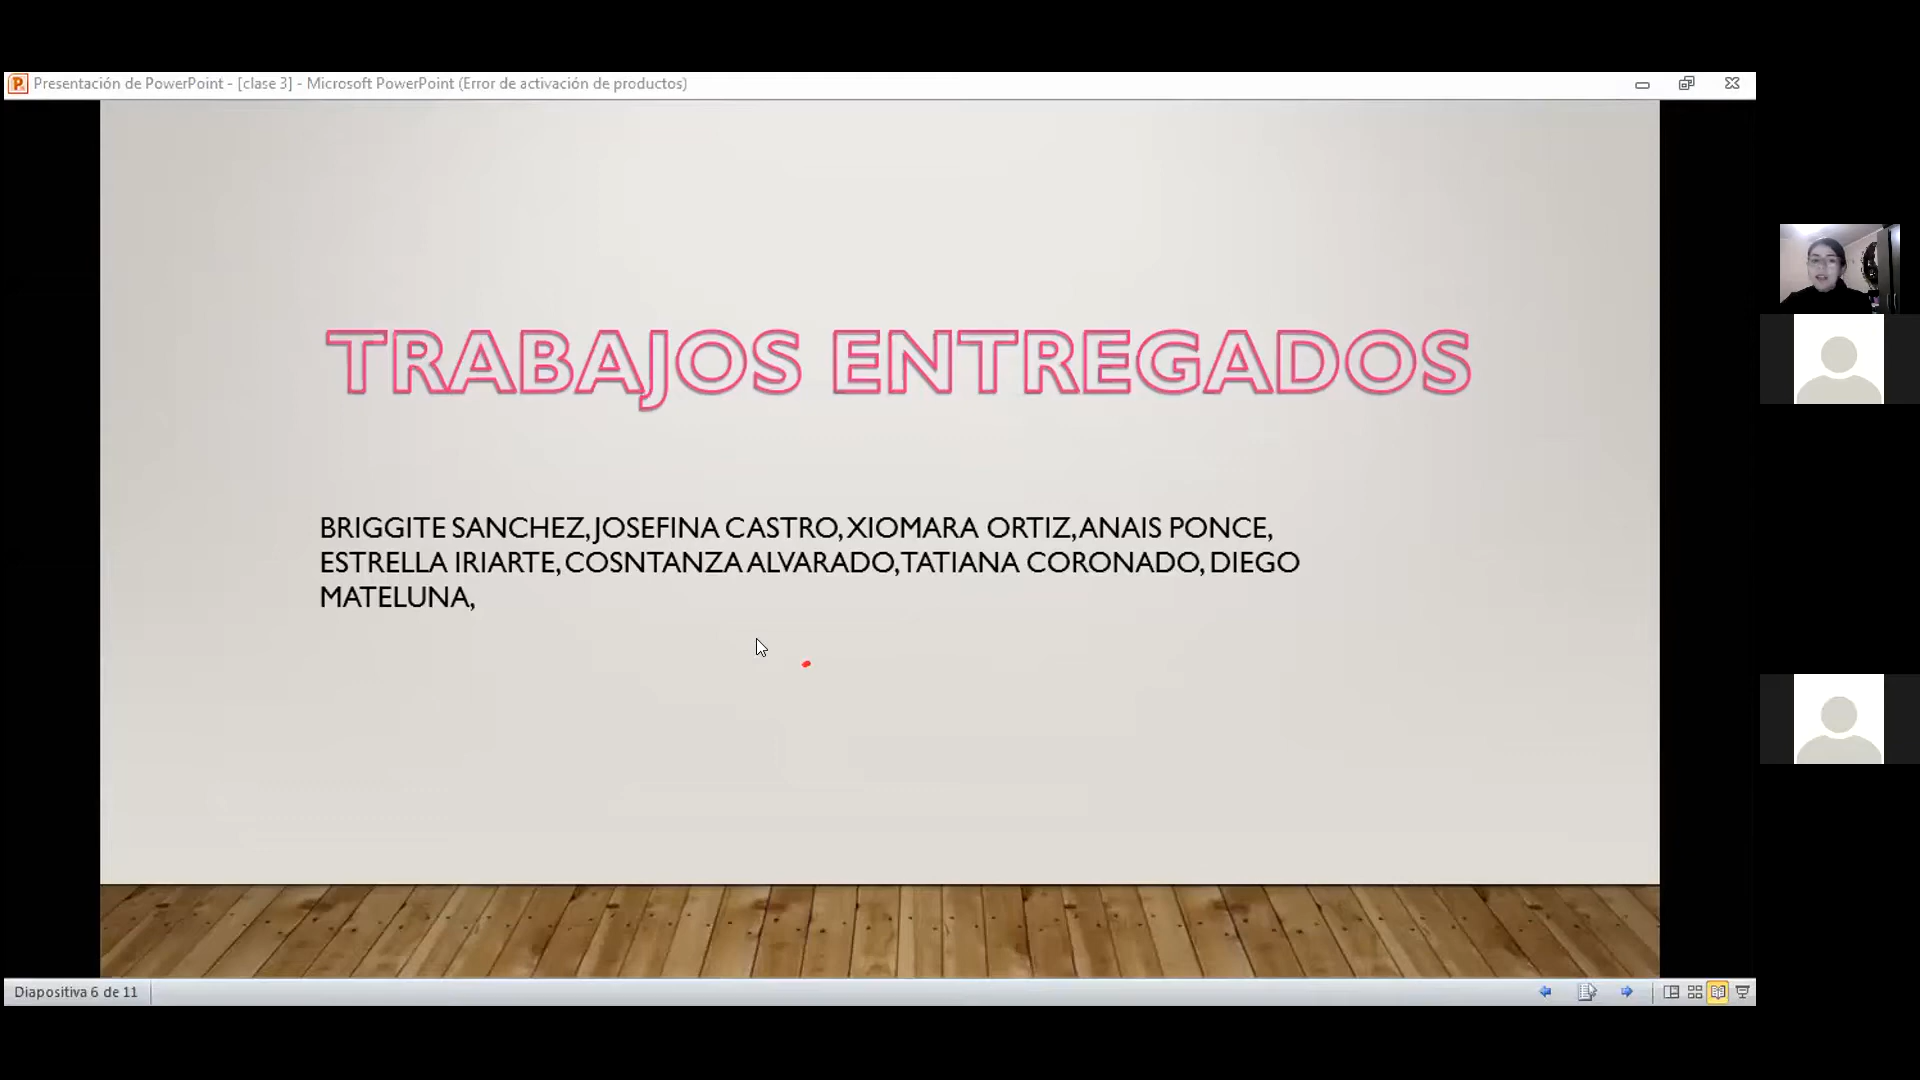 Presentación de PowerPoint - [clase 3] - Microsoft PowerPoint (Error de activación de productos)
TRABAJOS ENTREGADOS
BRIGGITE SANCHEZ, JOSEFINA CASTRO, XIOMARA ORTIZ, ANAIS PONCE,
ESTRELLA IRIARTE, COSNTANZA ALVARADO, TATIANA CORONADO, DIEGO
MATELUNA,
Diapositiva 6 de 11